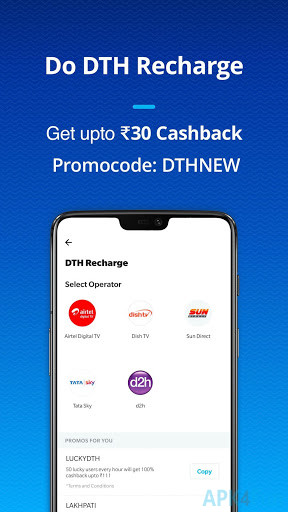 Do DTH Recharge
Get upto ₹30 Cashback
Promocode: DTHNEW
DTH Recharge
Select Operator
airtel
digital TV
dishtv
SUN
Airtel Digital TV
Dish TV
Sun Direct
TATA sky
d2h
Tata Sky
d2h
PROMOS FOR YOU
LUCKYDTH
50 lucky users every hour will get 100%
cashback upto ₹111
Copy
*Terms and Conditions
LAKHPATI